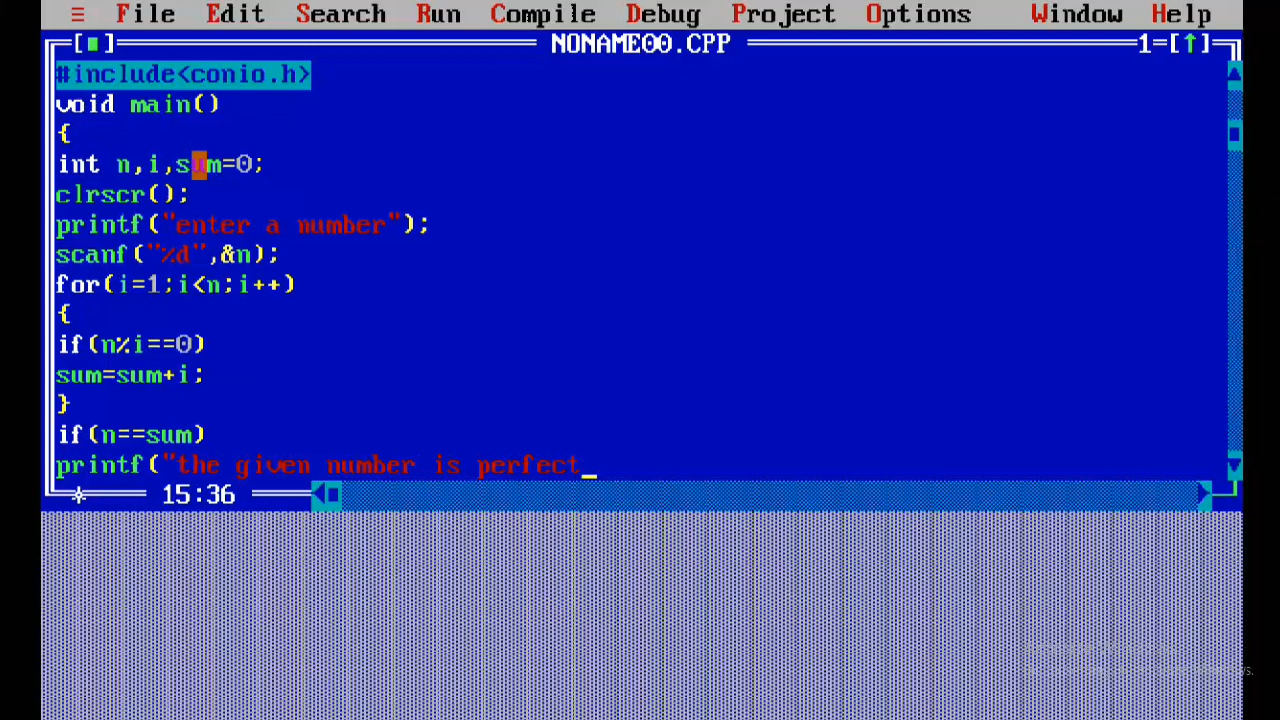 ≡ File Edit Search Run Compile Debug Project Options Window Help
[■] NONAME00.CPP 1=[↑]
#include<conio.h>
void main()
{
int n,i,sum=0;
clrscr();
printf("enter a number");
scanf("%d",&n);
for(i=1;i<n;i++)
{
if(n%i==0)
sum=sum+i;
}
if(n==sum)
printf("the given number is perfect_
15:36